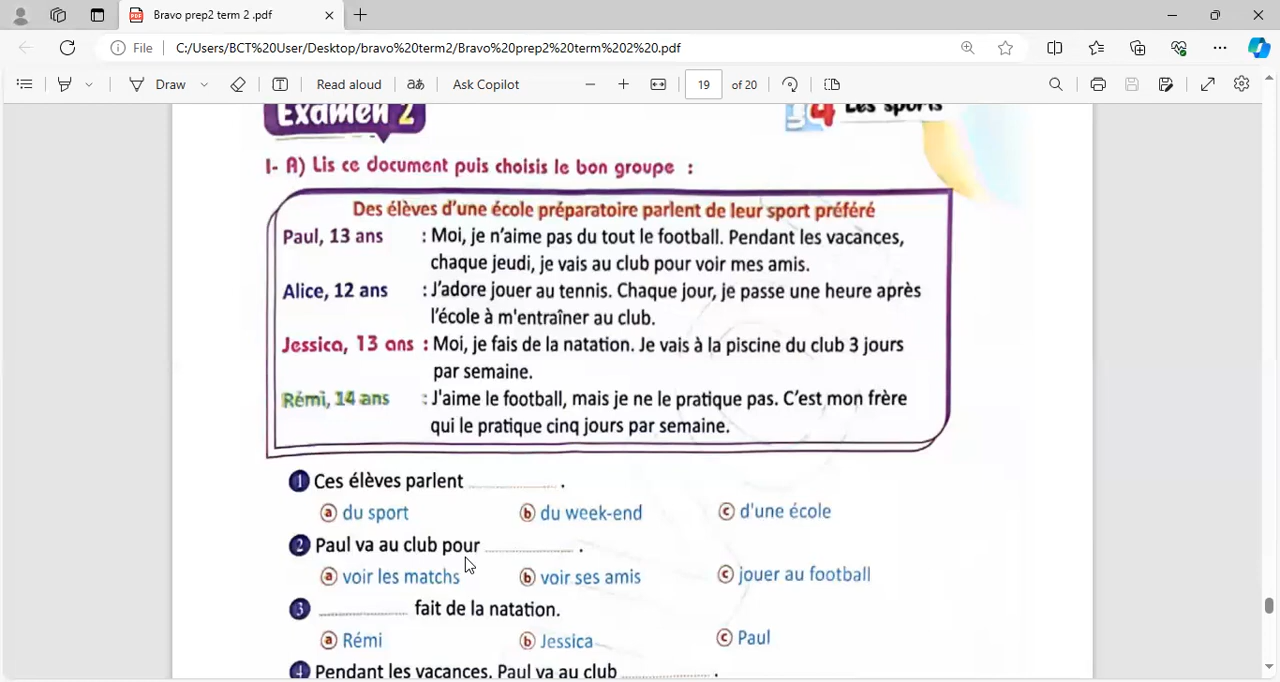 Bravo prep2 term 2 .pdf
File C:/Users/BCT%20User/Desktop/bravo%20term2/Bravo%20prep2%20term%202%20.pdf
Draw Read aloud aあ Ask Copilot 19 of 20
Examen 2 4 Les sports
I- A) Lis ce document puis choisis le bon groupe :
Des élèves d'une école préparatoire parlent de leur sport préféré
Paul, 13 ans : Moi, je n'aime pas du tout le football. Pendant les vacances,
chaque jeudi, je vais au club pour voir mes amis.
Alice, 12 ans : J'adore jouer au tennis. Chaque jour, je passe une heure après
l'école à m'entraîner au club.
Jessica, 13 ans : Moi, je fais de la natation. Je vais à la piscine du club 3 jours
par semaine.
Rémi, 14 ans : J'aime le football, mais je ne le pratique pas. C'est mon frère
qui le pratique cinq jours par semaine.
1 Ces élèves parlent .................... .
a du sport b du week-end c d'une école
2 Paul va au club pour .................... .
a voir les matchs b voir ses amis c jouer au football
3 .................... fait de la natation.
a Rémi b Jessica c Paul
4 Pendant les vacances, Paul va au club .................... .